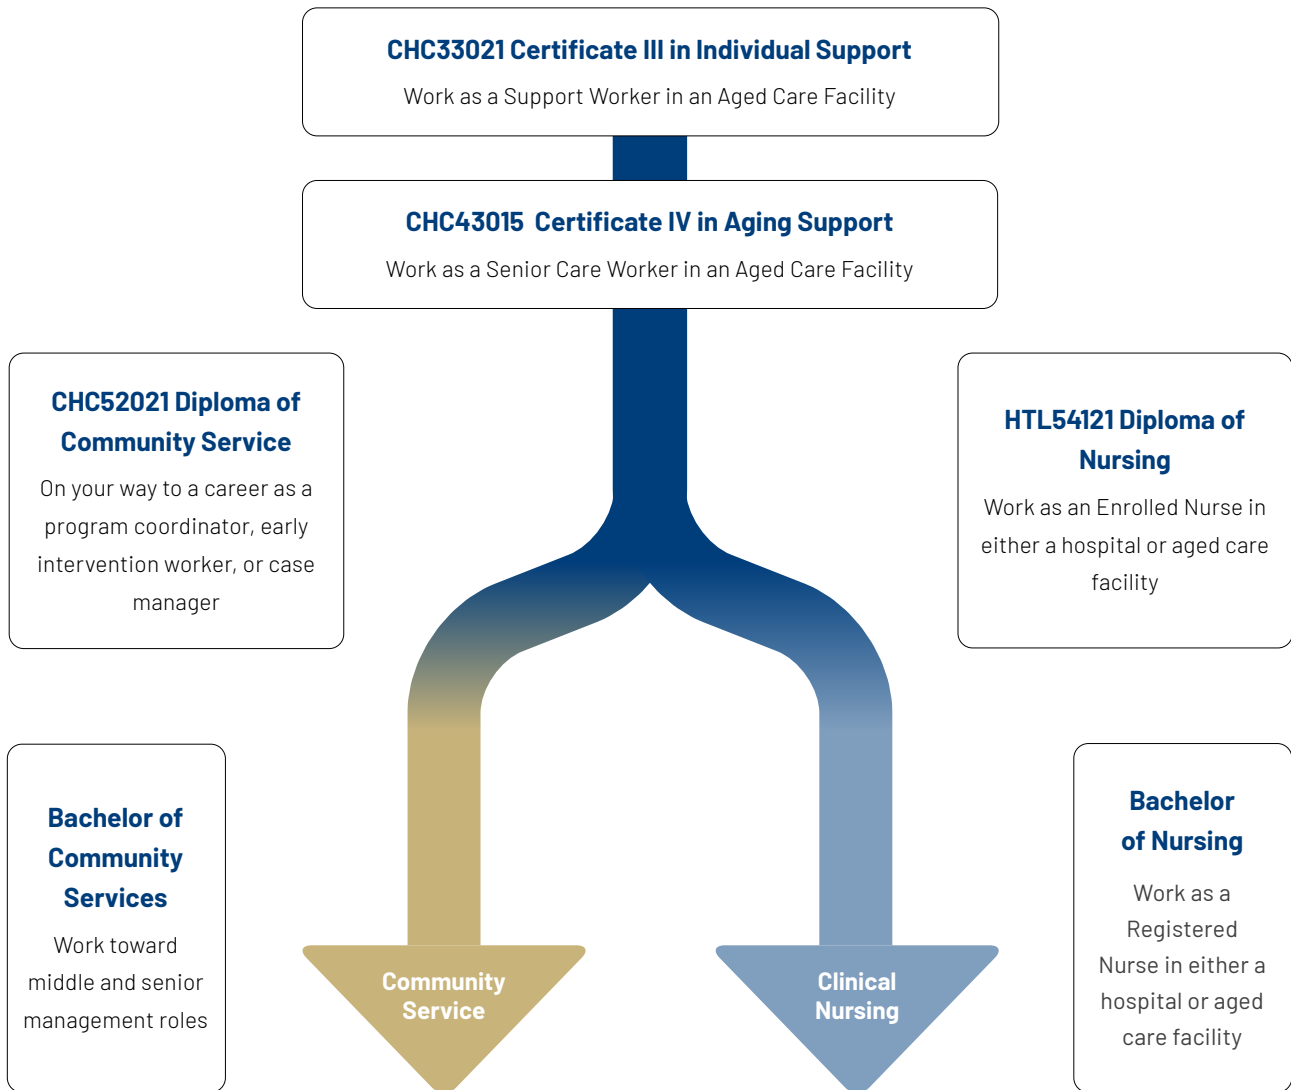 CHC33021 Certificate III in Individual Support
Work as a Support Worker in an Aged Care Facility
CHC43015 Certificate IV in Aging Support
Work as a Senior Care Worker in an Aged Care Facility
CHC52021 Diploma of
Community Service
On your way to a career as a
program coordinator, early
intervention worker, or case
manager
HTL54121 Diploma of
Nursing
Work as an Enrolled Nurse in
either a hospital or aged care
facility
Bachelor of
Community
Services
Work toward
middle and senior
management roles
Community
Service
Clinical
Nursing
Bachelor
of Nursing
Work as a
Registered
Nurse in either a
hospital or aged
care facility